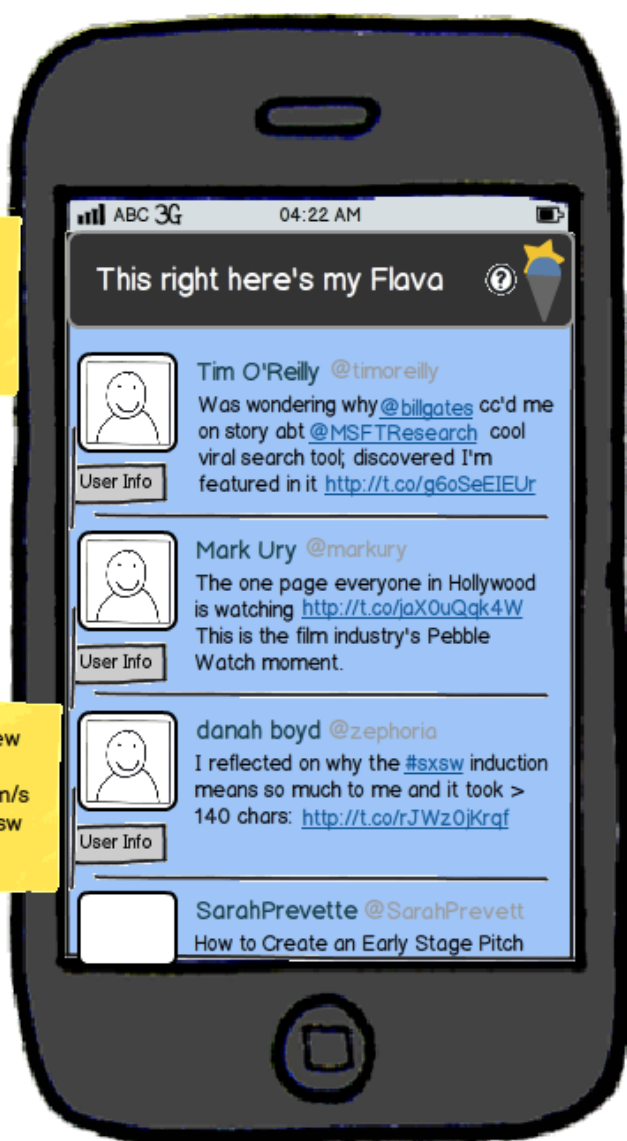 ABC 3G 04:22 AM
This right here's my Flava ?
Tim O'Reilly @timoreilly
Was wondering why @billgates cc'd me
on story abt @MSFTResearch cool
viral search tool; discovered I'm
featured in it http://t.co/g6oSeEIEUr
User Info
Mark Ury @markury
The one page everyone in Hollywood
is watching http://t.co/jaX0uQqk4W
This is the film industry's Pebble
Watch moment.
User Info
ew
n/s
sw
danah boyd @zephoria
I reflected on why the #sxsw induction
means so much to me and it took >
140 chars: http://t.co/rJWz0jKrqf
User Info
SarahPrevette @SarahPrevett
How to Create an Early Stage Pitch